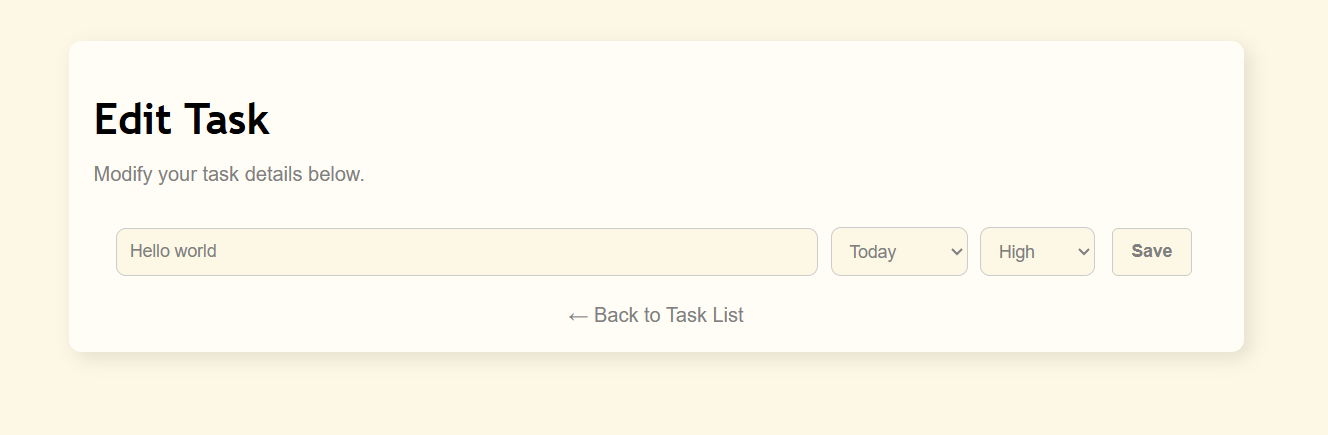 Edit Task
Modify your task details below.
Hello world Today High Save
← Back to Task List